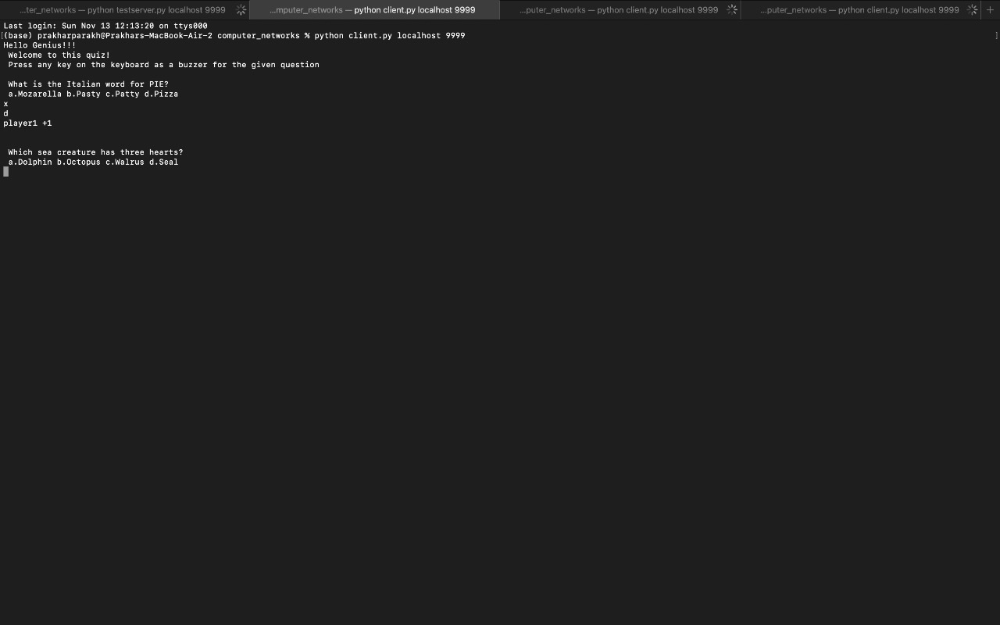 ...ter_networks — python testserver.py localhost 9999
...mputer_networks — python client.py localhost 9999
...puter_networks — python client.py localhost 9999
...puter_networks — python client.py localhost 9999
+
Last login: Sun Nov 13 12:13:20 on ttys000
[(base) prakharparakh@Prakhars-MacBook-Air-2 computer_networks % python client.py localhost 9999 ]
Hello Genius!!!
Welcome to this quiz!
Press any key on the keyboard as a buzzer for the given question
What is the Italian word for PIE?
a.Mozarella b.Pasty c.Patty d.Pizza
x
d
player1 +1
Which sea creature has three hearts?
a.Dolphin b.Octopus c.Walrus d.Seal